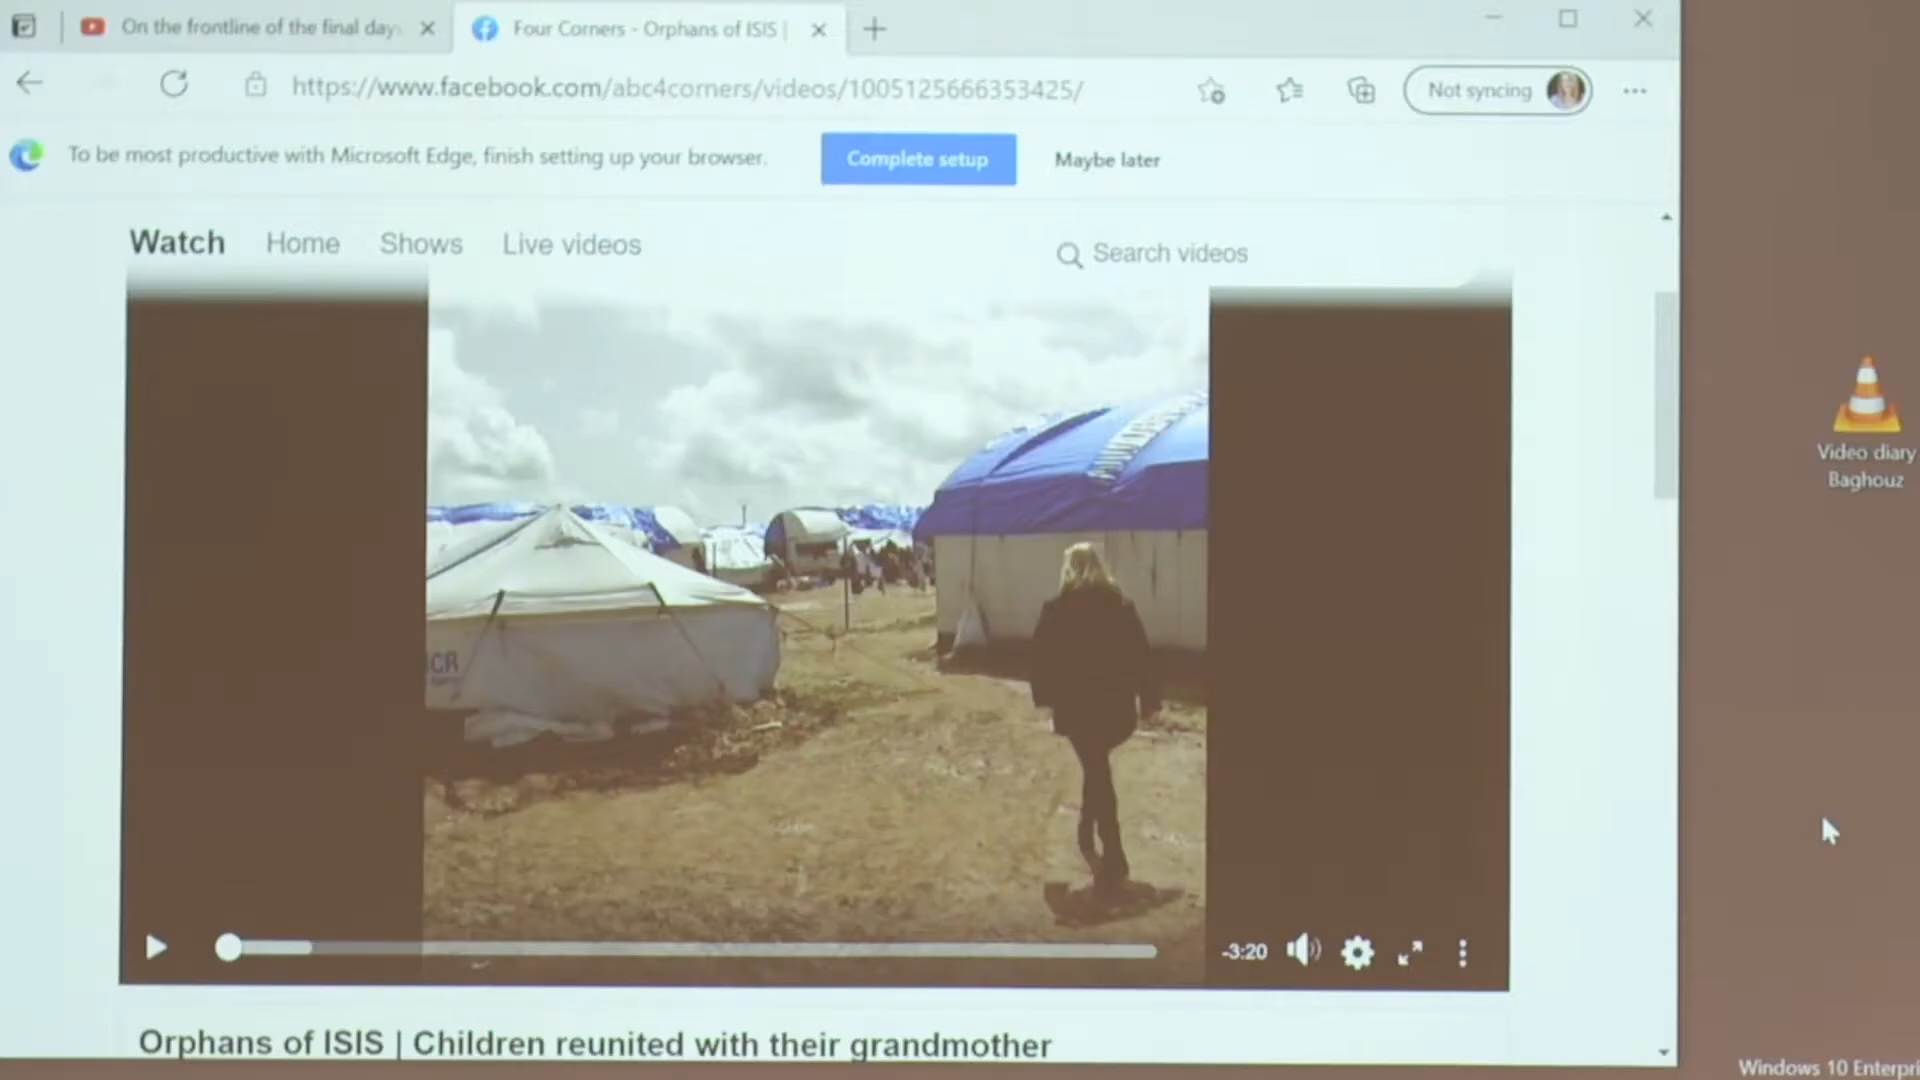 On the frontline of the final day
Four Corners - Orphans of ISIS |
https://www.facebook.com/abc4corners/videos/1005125666353425/
Not syncing
To be most productive with Microsoft Edge, finish setting up your browser.
Complete setup
Maybe later
Watch
Home
Shows
Live videos
Search videos
CR
-3:20
Orphans of ISIS | Children reunited with their grandmother
Video diary
Baghouz
Windows 10 Enterpri